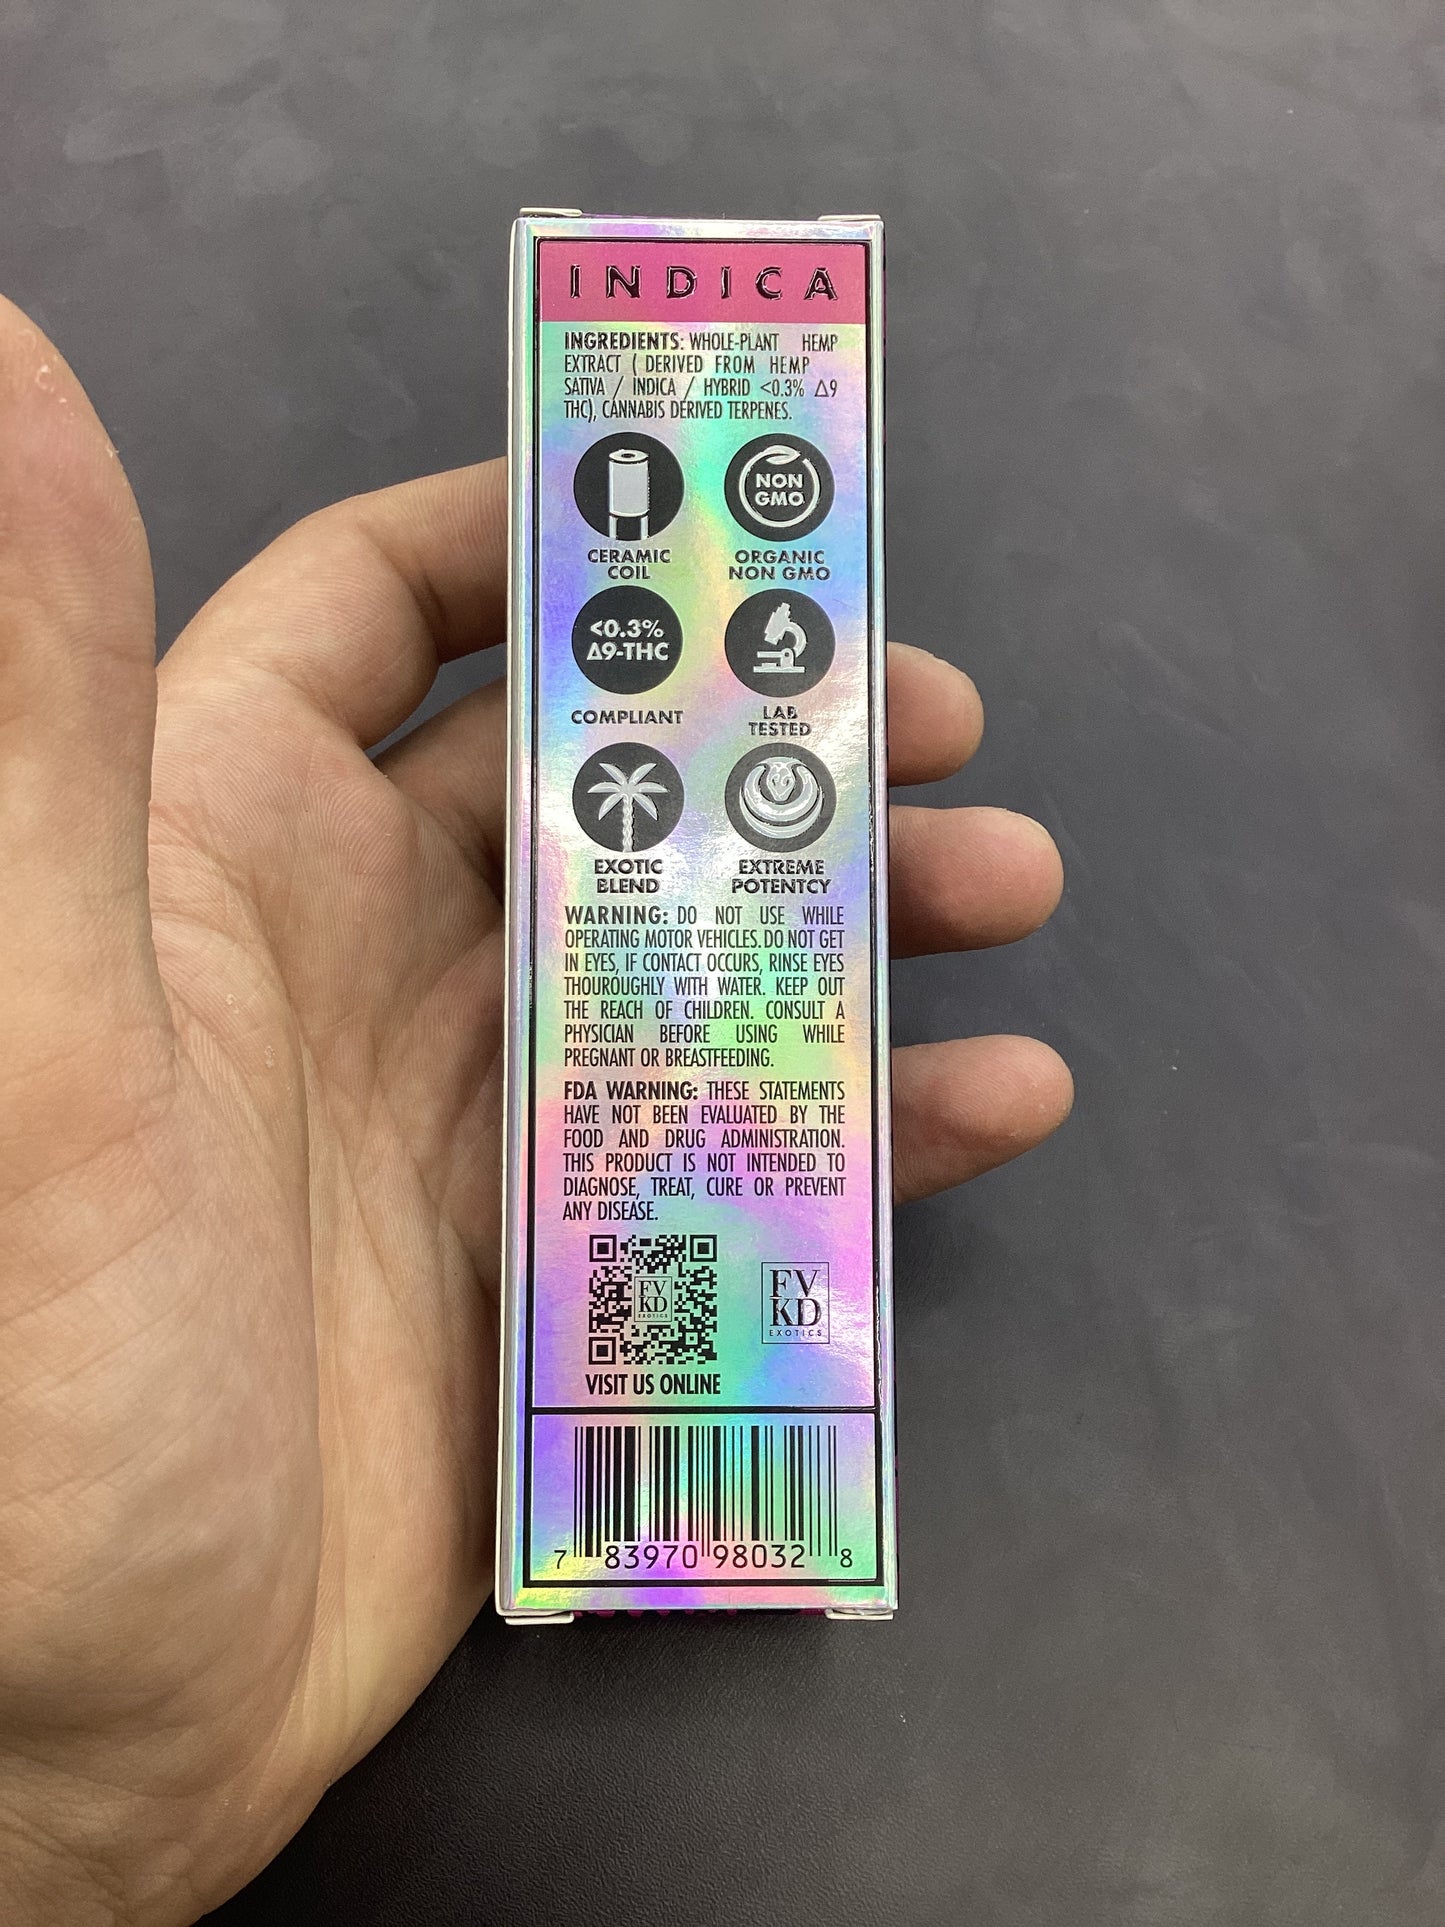 INDICA
INGREDIENTS: WHOLE-PLANT HEMP
EXTRACT ( DERIVED FROM HEMP
SATIVA / INDICA / HYBRID <0.3% Δ9
THC), CANNABIS DERIVED TERPENES.
NON
GMO
CERAMIC
COIL
ORGANIC
NON GMO
<0.3%
Δ9-THC
COMPLIANT
LAB
TESTED
EXOTIC
BLEND
EXTREME
POTENTCY
WARNING: DO NOT USE WHILE
OPERATING MOTOR VEHICLES. DO NOT GET
IN EYES, IF CONTACT OCCURS, RINSE EYES
THOUROUGHLY WITH WATER. KEEP OUT
THE REACH OF CHILDREN. CONSULT A
PHYSICIAN BEFORE USING WHILE
PREGNANT OR BREASTFEEDING.
FDA WARNING: THESE STATEMENTS
HAVE NOT BEEN EVALUATED BY THE
FOOD AND DRUG ADMINISTRATION.
THIS PRODUCT IS NOT INTENDED TO
DIAGNOSE, TREAT, CURE OR PREVENT
ANY DISEASE.
FV
KD
EXOTICS
FV
KD
EXOTICS
VISIT US ONLINE
7 83970 98032 8